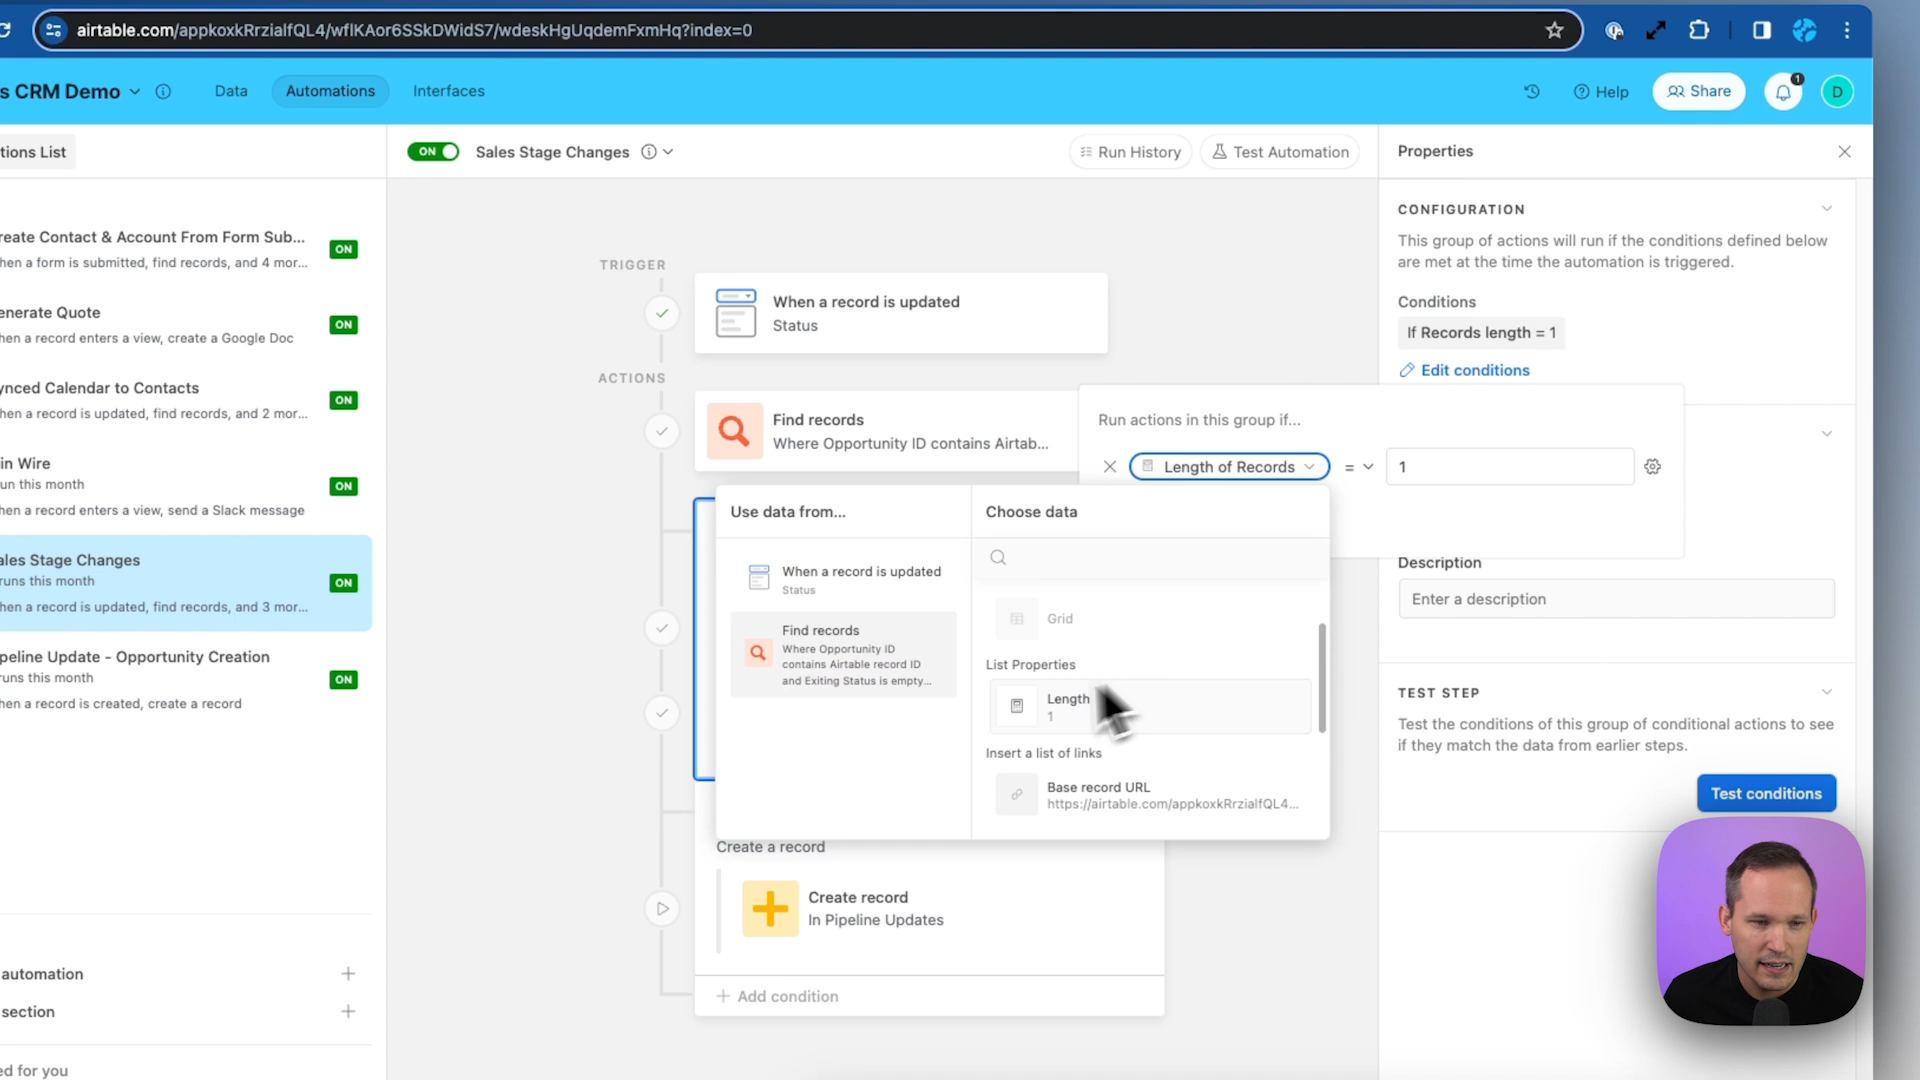 airtable.com/appkoxkRrzialfQL4/wflKAor6SSkDWidS7/wdeskHgUqdemFxmHq?index=0
s CRM Demo
Data
Automations
Interfaces
Help
Share
1
D
tions List
ON
Sales Stage Changes
Run History
Test Automation
Properties
reate Contact & Account From Form Sub...
hen a form is submitted, find records, and 4 mor...
ON
enerate Quote
hen a record enters a view, create a Google Doc
ON
ynced Calendar to Contacts
hen a record is updated, find records, and 2 mor...
ON
in Wire
un this month
hen a record enters a view, send a Slack message
ON
ales Stage Changes
runs this month
hen a record is updated, find records, and 3 mor...
ON
peline Update - Opportunity Creation
runs this month
hen a record is created, create a record
ON
automation
section
ed for you
TRIGGER
When a record is updated
Status
ACTIONS
Find records
Where Opportunity ID contains Airtab...
Run actions in this group if...
Length of Records
=
1
Use data from...
Choose data
When a record is updated
Status
Find records
Where Opportunity ID
contains Airtable record ID
and Exiting Status is empty...
Grid
List Properties
Length
1
Insert a list of links
Base record URL
https://airtable.com/appkoxkRrzialfQL4...
Create a record
Create record
In Pipeline Updates
Add condition
CONFIGURATION
This group of actions will run if the conditions defined below
are met at the time the automation is triggered.
Conditions
If Records length = 1
Edit conditions
Description
Enter a description
TEST STEP
Test the conditions of this group of conditional actions to see
if they match the data from earlier steps.
Test conditions